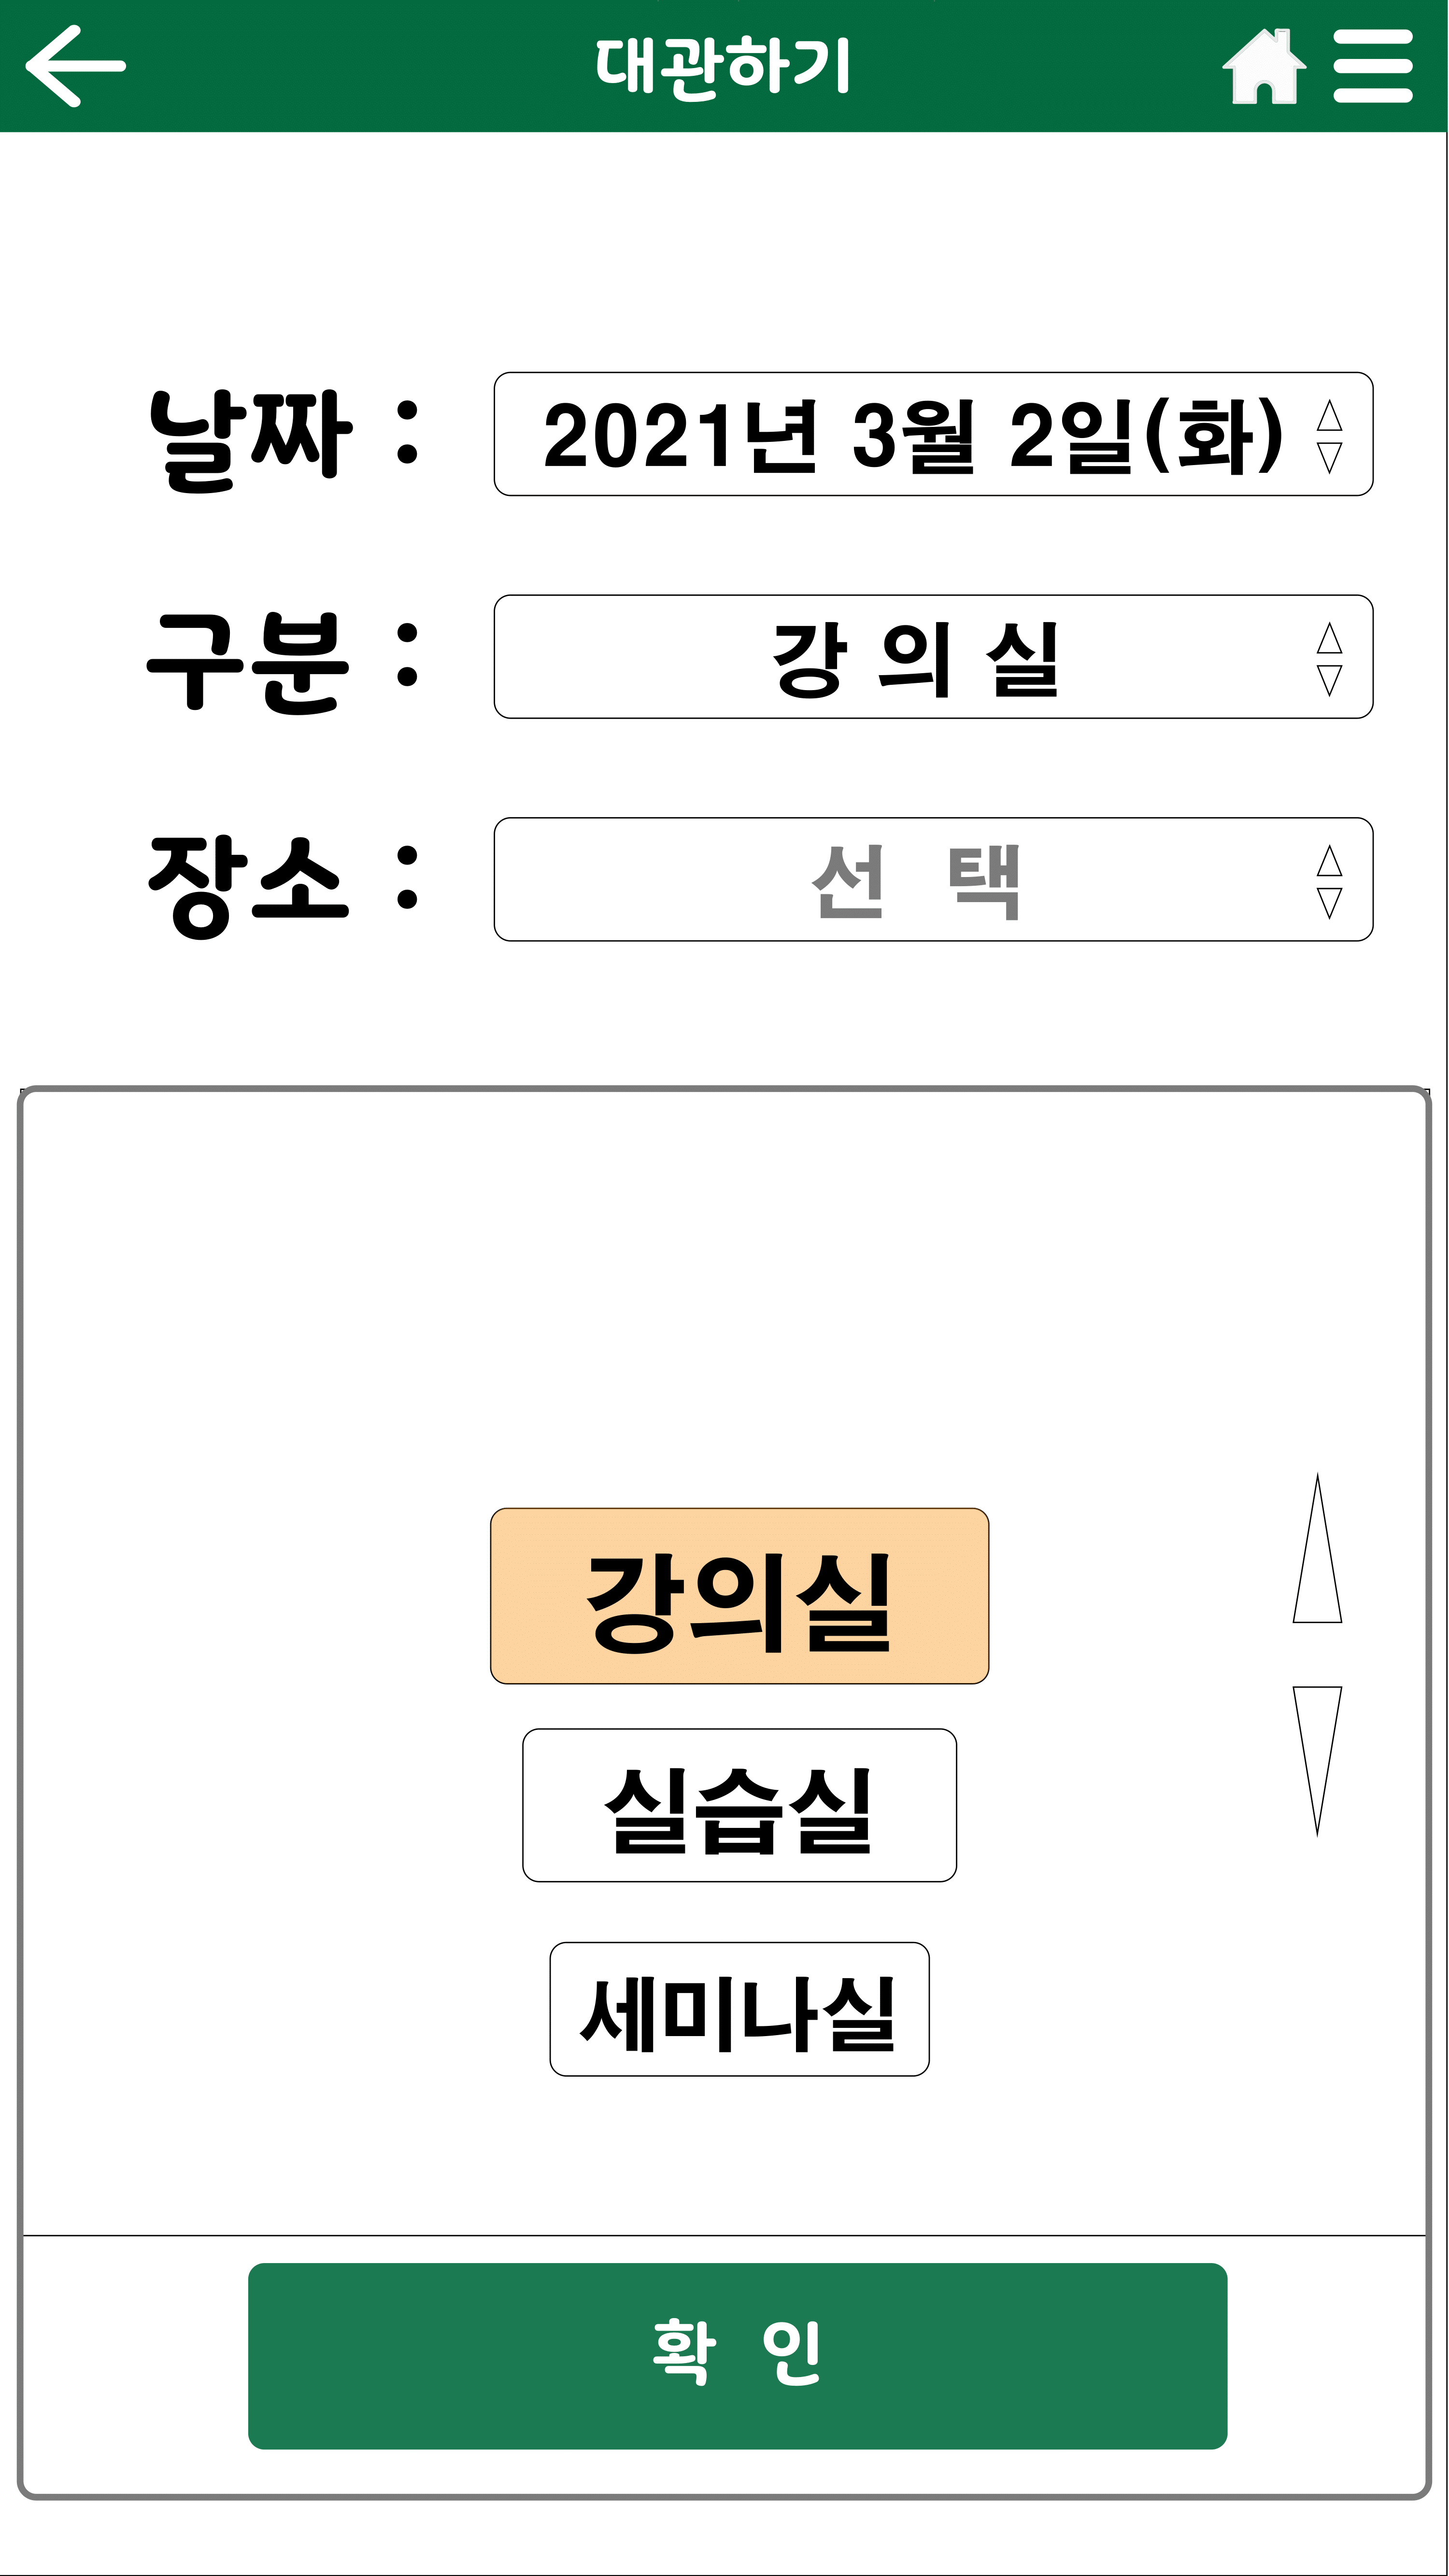 대관하기
날짜 : 2021년 3월 2일(화)
구분 : 강 의 실
장소 : 선 택
강의실
실습실
세미나실
확 인